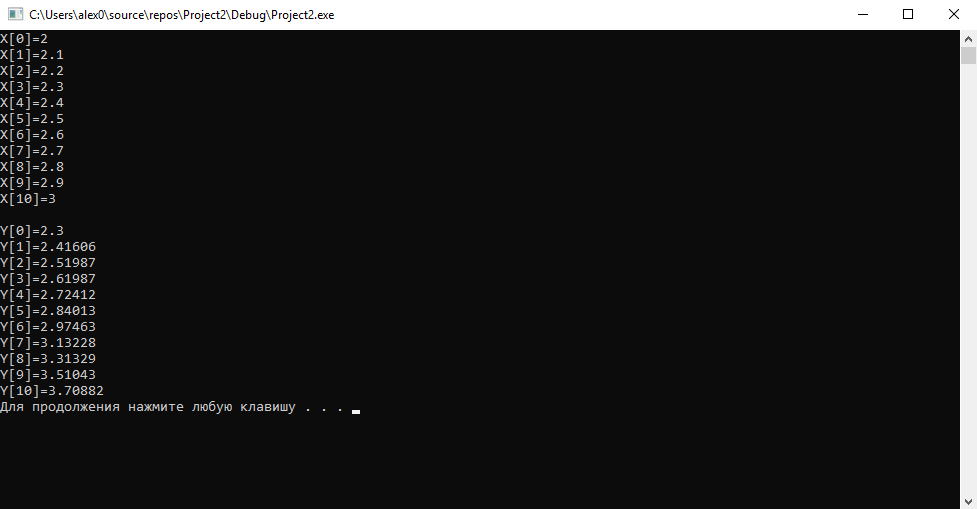 C:\Users\alex0\source\repos\Project2\Debug\Project2.exe
X[0]=2
X[1]=2.1
X[2]=2.2
X[3]=2.3
X[4]=2.4
X[5]=2.5
X[6]=2.6
X[7]=2.7
X[8]=2.8
X[9]=2.9
X[10]=3
Y[0]=2.3
Y[1]=2.41606
Y[2]=2.51987
Y[3]=2.61987
Y[4]=2.72412
Y[5]=2.84013
Y[6]=2.97463
Y[7]=3.13228
Y[8]=3.31329
Y[9]=3.51043
Y[10]=3.70882
Для продолжения нажмите любую клавишу . . .